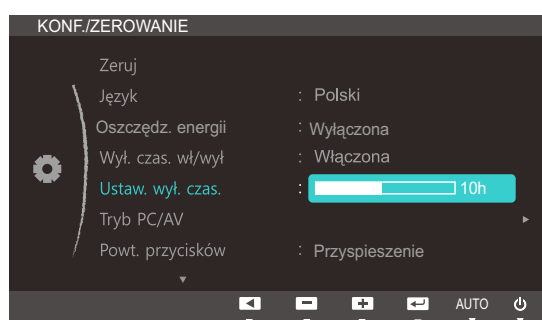 KONF./ZEROWANIE
Zeruj
Język : Polski
Oszczędz. energii : Wyłączona
Wył. czas. wł/wył : Włączona
Ustaw. wył. czas. : 10h
Tryb PC/AV
Powt. przycisków : Przyspieszenie
AUTO